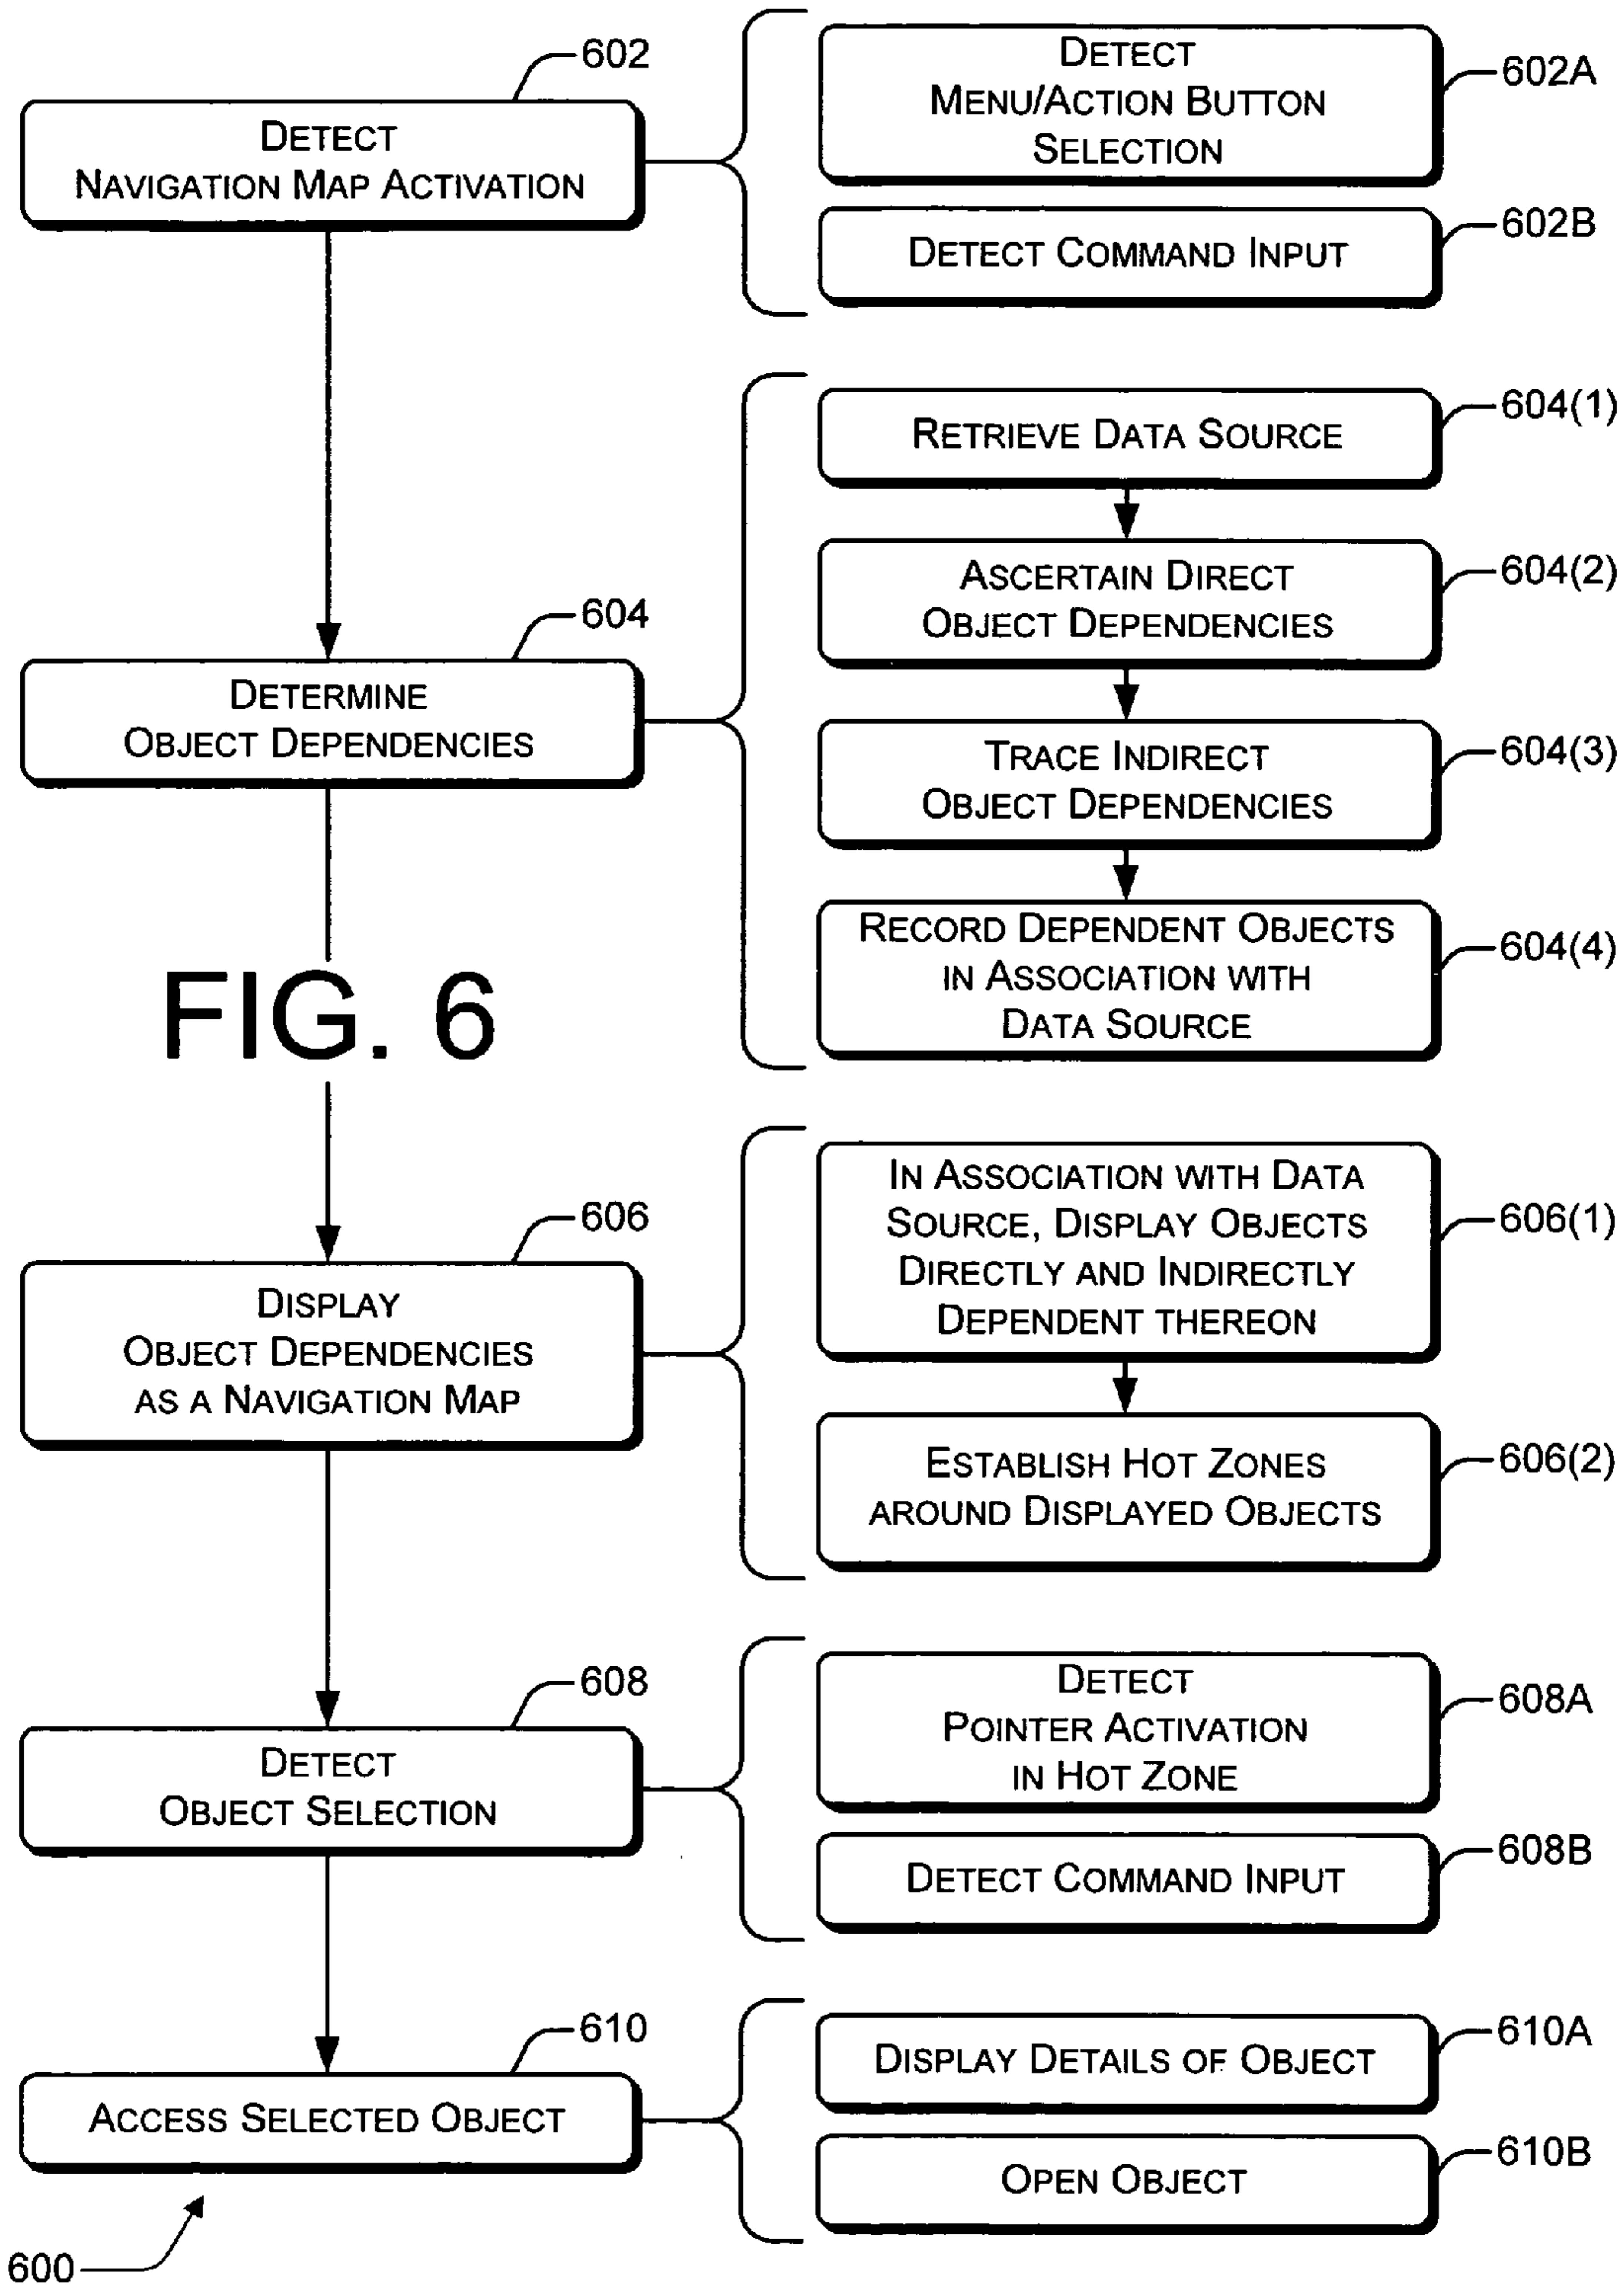 602
DETECT
NAVIGATION MAP ACTIVATION
DETECT
MENU/ACTION BUTTON
SELECTION
602A
DETECT COMMAND INPUT
602B
604
DETERMINE
OBJECT DEPENDENCIES
RETRIEVE DATA SOURCE
604(1)
ASCERTAIN DIRECT
OBJECT DEPENDENCIES
604(2)
TRACE INDIRECT
OBJECT DEPENDENCIES
604(3)
RECORD DEPENDENT OBJECTS
IN ASSOCIATION WITH
DATA SOURCE
604(4)
FIG. 6
606
DISPLAY
OBJECT DEPENDENCIES
AS A NAVIGATION MAP
IN ASSOCIATION WITH DATA
SOURCE, DISPLAY OBJECTS
DIRECTLY AND INDIRECTLY
DEPENDENT THEREON
606(1)
ESTABLISH HOT ZONES
AROUND DISPLAYED OBJECTS
606(2)
608
DETECT
OBJECT SELECTION
DETECT
POINTER ACTIVATION
IN HOT ZONE
608A
DETECT COMMAND INPUT
608B
610
ACCESS SELECTED OBJECT
DISPLAY DETAILS OF OBJECT
610A
OPEN OBJECT
610B
600